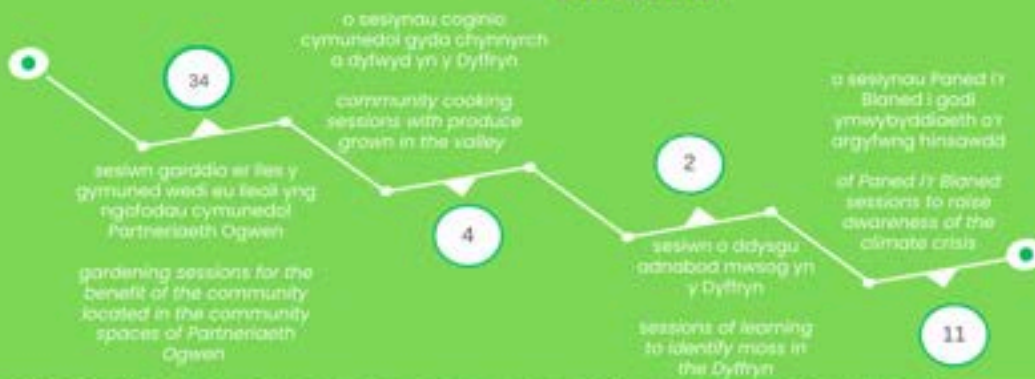 34
sesiwn garddio er lles y
gymuned wedi eu lleoli yng
ngofodau cymunedol
Partneriaeth Ogwen
gardening sessions for the
benefit of the community
located in the community
spaces of Partneriaeth
Ogwen
o sesiynau coginio
cymunedol gyda chynnyrch
a dyfwyd yn y Dyffryn
community cooking
sessions with produce
grown in the valley
4
2
sesiwn o ddysgu
adnabod mwsog yn
y Dyffryn
sessions of learning
to identify moss in
the Dyffryn
o sesiynau Paned i'r
Blaned i godi
ymwybyddiaeth o'r
argyfwng hinsawdd
of Paned i'r Blaned
sessions to raise
awareness of the
climate crisis
11